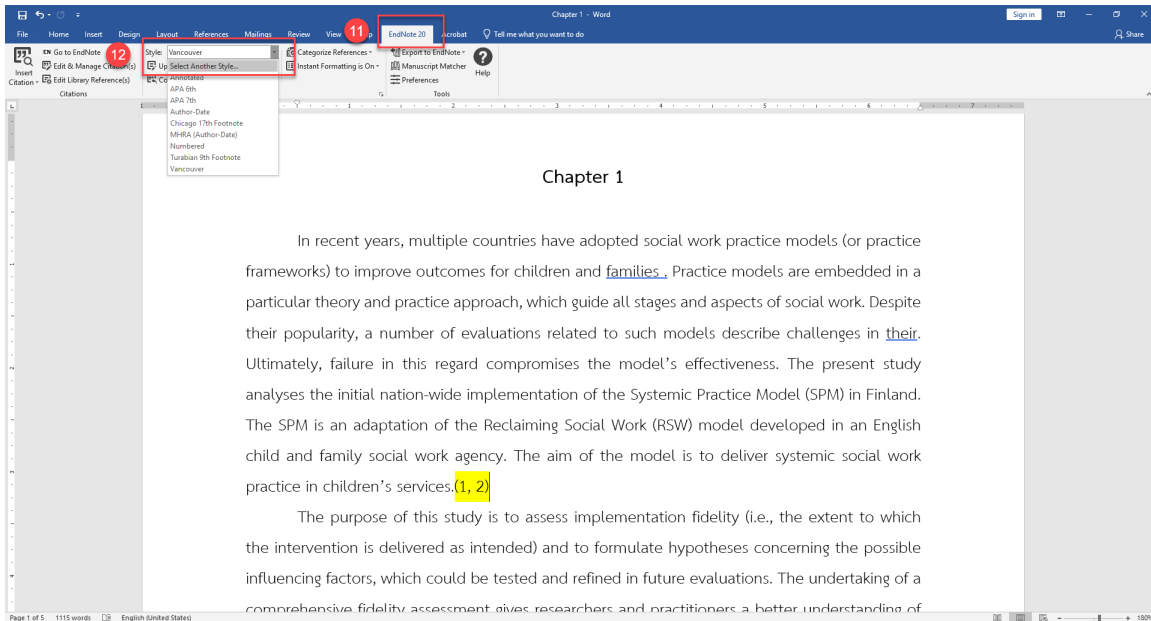 Chapter 1 - Word
Sign in
File Home Insert Design Layout References Mailings Review View EndNote 20 Acrobat Tell me what you want to do
Share
11
12
Insert Citation
EN Go to EndNote
Edit & Manage Citation(s)
Edit Library Reference(s)
Citations
Style: Vancouver
Select Another Style...
Annotated
APA 6th
APA 7th
Author-Date
Chicago 17th Footnote
MHRA (Author-Date)
Numbered
Turabian 9th Footnote
Vancouver
Categorize References
Instant Formatting is On
Export to EndNote
Manuscript Matcher
Preferences
Help
Tools
Chapter 1
In recent years, multiple countries have adopted social work practice models (or practice
frameworks) to improve outcomes for children and families . Practice models are embedded in a
particular theory and practice approach, which guide all stages and aspects of social work. Despite
their popularity, a number of evaluations related to such models describe challenges in their.
Ultimately, failure in this regard compromises the model's effectiveness. The present study
analyses the initial nation-wide implementation of the Systemic Practice Model (SPM) in Finland.
The SPM is an adaptation of the Reclaiming Social Work (RSW) model developed in an English
child and family social work agency. The aim of the model is to deliver systemic social work
practice in children's services.(1, 2)
The purpose of this study is to assess implementation fidelity (i.e., the extent to which
the intervention is delivered as intended) and to formulate hypotheses concerning the possible
influencing factors, which could be tested and refined in future evaluations. The undertaking of a
comprehensive fidelity assessment gives researchers and practitioners a better understanding of
Page 1 of 5 1115 words English (United States)
180%